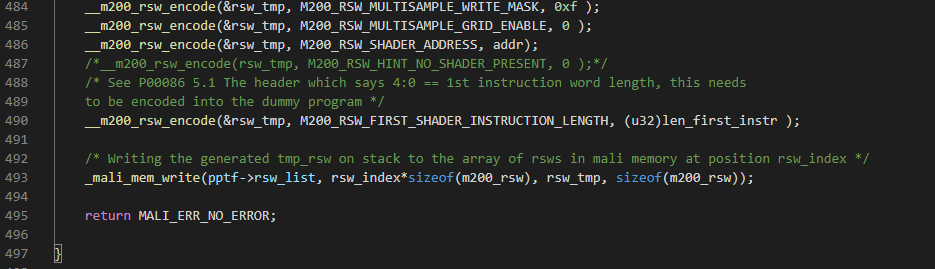 484 __m200_rsw_encode(&rsw_tmp, M200_RSW_MULTISAMPLE_WRITE_MASK, 0xf );
485 __m200_rsw_encode(&rsw_tmp, M200_RSW_MULTISAMPLE_GRID_ENABLE, 0 );
486 __m200_rsw_encode(&rsw_tmp, M200_RSW_SHADER_ADDRESS, addr);
487 /*__m200_rsw_encode(rsw_tmp, M200_RSW_HINT_NO_SHADER_PRESENT, 0 );*/
488 /* See P00086 5.1 The header which says 4:0 == 1st instruction word length, this needs
489 to be encoded into the dummy program */
490 __m200_rsw_encode(&rsw_tmp, M200_RSW_FIRST_SHADER_INSTRUCTION_LENGTH, (u32)len_first_instr );
491
492 /* Writing the generated tmp_rsw on stack to the array of rsws in mali memory at position rsw_index */
493 _mali_mem_write(pptf->rsw_list, rsw_index*sizeof(m200_rsw), rsw_tmp, sizeof(m200_rsw));
494
495 return MALI_ERR_NO_ERROR;
496
497 }